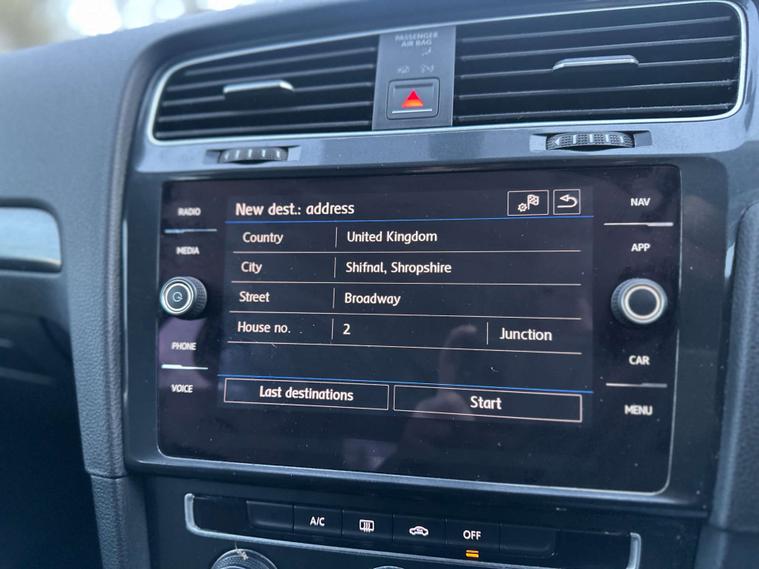 PASSENGER
AIR BAG
RADIO
MEDIA
PHONE
VOICE
New dest.: address
Country United Kingdom
City Shifnal, Shropshire
Street Broadway
House no. 2 Junction
Last destinations Start
NAV
APP
CAR
MENU
A/C
OFF